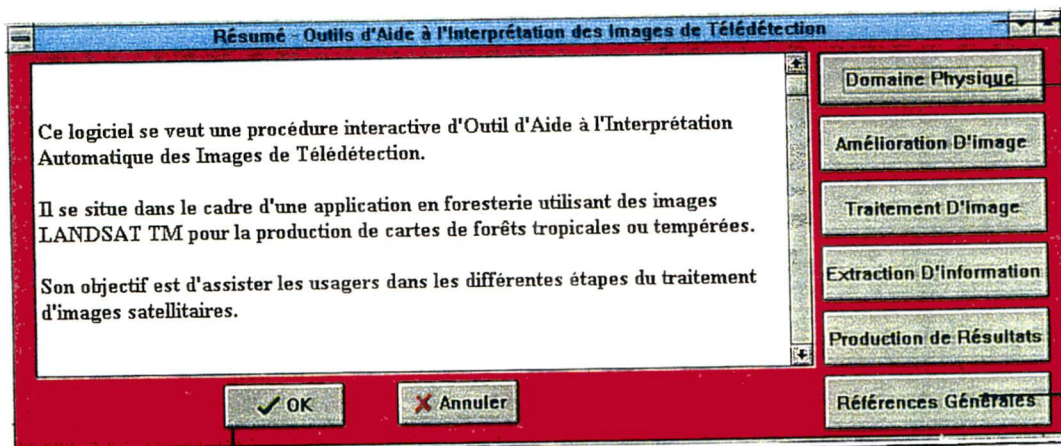 Résumé - Outils d'Aide à l'Interprétation des Images de Télédétection
Ce logiciel se veut une procédure interactive d'Outil d'Aide à l'Interprétation
Automatique des Images de Télédétection.
Il se situe dans le cadre d'une application en foresterie utilisant des images
LANDSAT TM pour la production de cartes de forêts tropicales ou tempérées.
Son objectif est d'assister les usagers dans les différentes étapes du traitement
d'images satellitaires.
Domaine Physique
Amélioration D'image
Traitement D'image
Extraction D'information
Production de Résultats
Références Générales
OK
Annuler